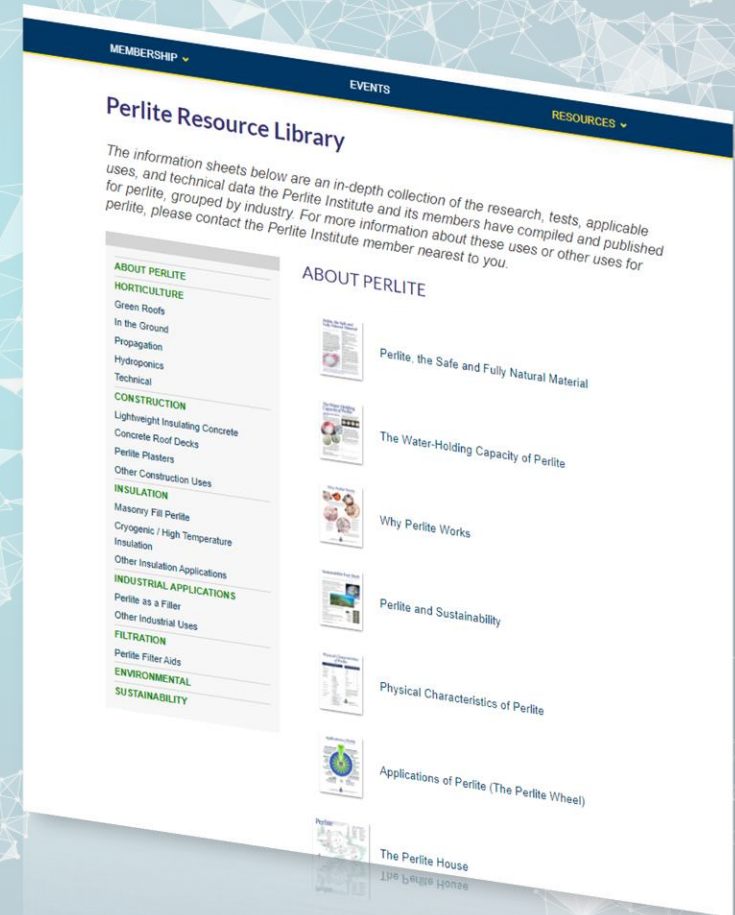 MEMBERSHIP
EVENTS
RESOURCES
Perlite Resource Library
The information sheets below are an in-depth collection of the research, tests, applicable
uses, and technical data the Perlite Institute and its members have compiled and published
for perlite, grouped by industry. For more information about these uses or other uses for
perlite, please contact the Perlite Institute member nearest to you.
ABOUT PERLITE
HORTICULTURE
Green Roofs
In the Ground
Propagation
Hydroponics
Technical
CONSTRUCTION
Lightweight Insulating Concrete
Concrete Roof Decks
Perlite Plasters
Other Construction Uses
INSULATION
Masonry Fill Perlite
Cryogenic / High Temperature
Insulation
Other Insulation Applications
INDUSTRIAL APPLICATIONS
Perlite as a Filler
Other Industrial Uses
FILTRATION
Perlite Filter Aids
ENVIRONMENTAL
SUSTAINABILITY
ABOUT PERLITE
Perlite, the Safe and Fully Natural Material
The Water-Holding Capacity of Perlite
Why Perlite Works
Perlite and Sustainability
Physical Characteristics of Perlite
Applications of Perlite (The Perlite Wheel)
The Perlite House